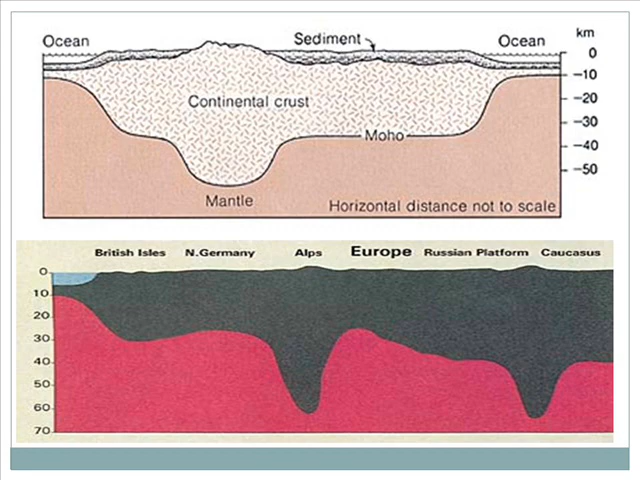 km
Ocean Sediment Ocean 0
-10
Continental crust -20
-30
Moho
-40
-50
Mantle Horizontal distance not to scale
British Isles N.Germany Alps Europe Russian Platform Caucasus
0
10
20
30
40
50
60
70